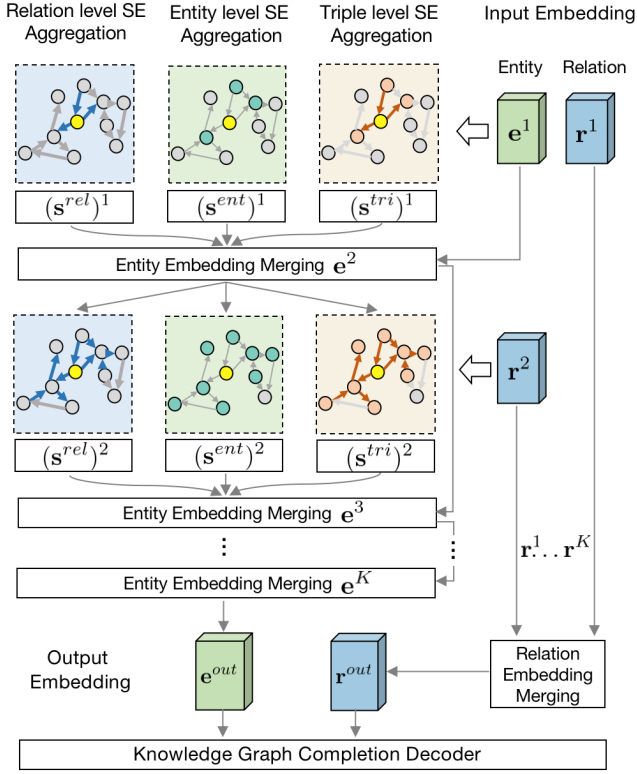 Relation level SE
Aggregation
Entity level SE
Aggregation
Triple level SE
Aggregation
Input Embedding
Entity
Relation
e^1
r^1
(s^{rel})^1
(s^{ent})^1
(s^{tri})^1
Entity Embedding Merging e^2
r^2
(s^{rel})^2
(s^{ent})^2
(s^{tri})^2
Entity Embedding Merging e^3
⋮
⋮
r^1... r^K
Entity Embedding Merging e^K
Output
Embedding
e^{out}
r^{out}
Relation
Embedding
Merging
Knowledge Graph Completion Decoder